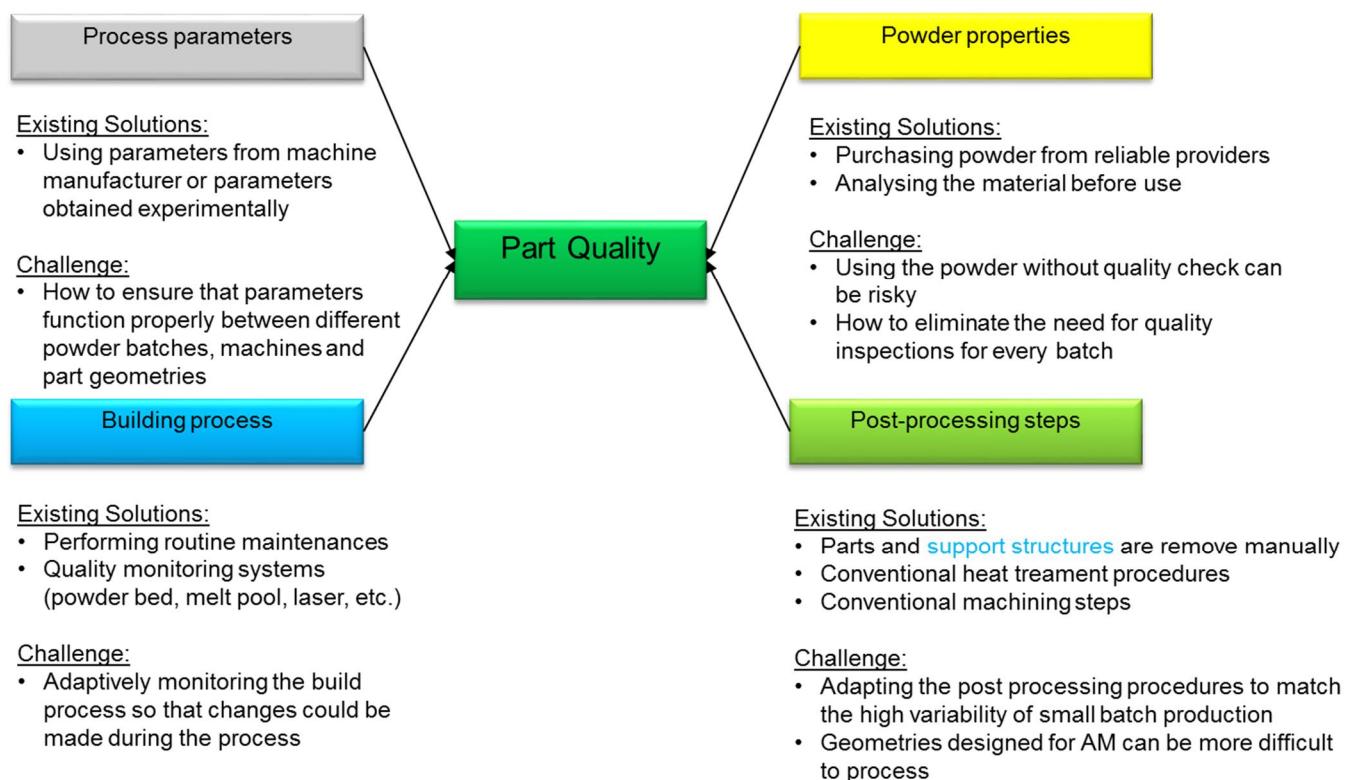 Process parameters
Existing Solutions:
• Using parameters from machine
manufacturer or parameters
obtained experimentally
Challenge:
• How to ensure that parameters
function properly between different
powder batches, machines and
part geometries
Building process
Existing Solutions:
• Performing routine maintenances
• Quality monitoring systems
(powder bed, melt pool, laser, etc.)
Challenge:
• Adaptively monitoring the build
process so that changes could be
made during the process
Part Quality
Powder properties
Existing Solutions:
• Purchasing powder from reliable providers
• Analysing the material before use
Challenge:
• Using the powder without quality check can
be risky
• How to eliminate the need for quality
inspections for every batch
Post-processing steps
Existing Solutions:
• Parts and support structures are remove manually
• Conventional heat treament procedures
• Conventional machining steps
Challenge:
• Adapting the post processing procedures to match
the high variability of small batch production
• Geometries designed for AM can be more difficult
to process